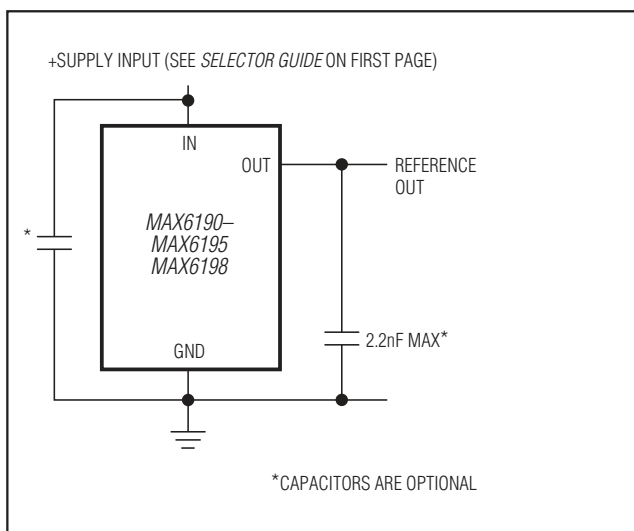 +SUPPLY INPUT (SEE SELECTOR GUIDE ON FIRST PAGE)
IN
OUT
REFERENCE
OUT
MAX6190–
MAX6195
MAX6198
*
2.2nF MAX*
GND
*CAPACITORS ARE OPTIONAL